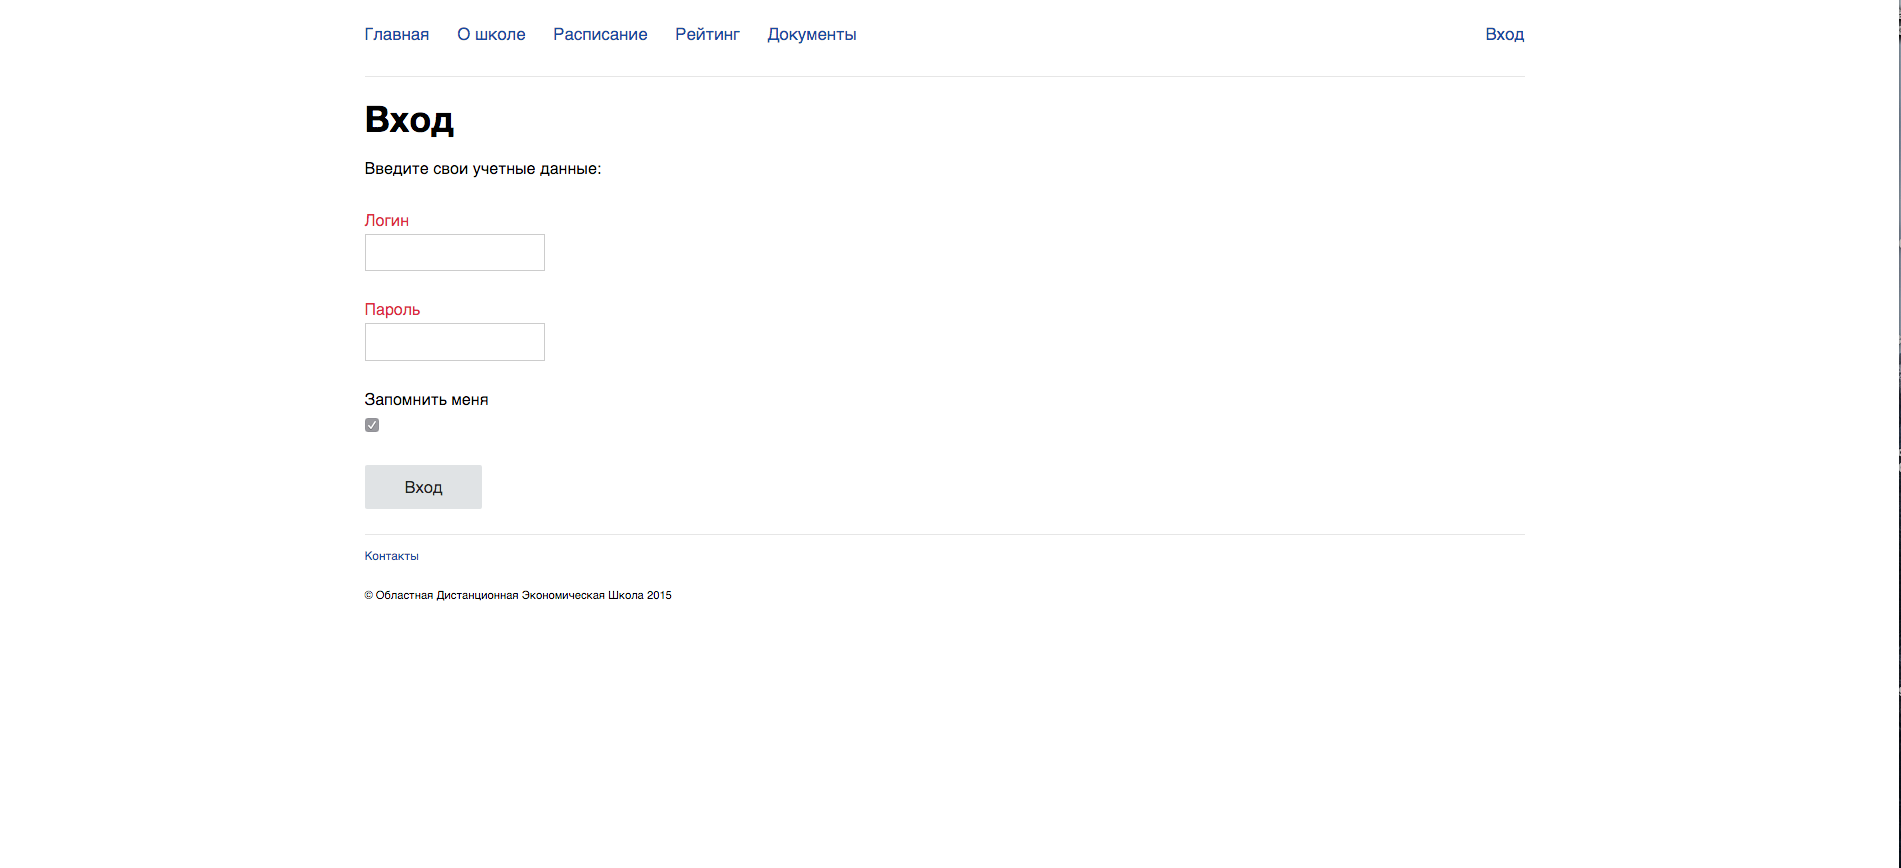 Главная О школе Расписание Рейтинг Документы Вход
Вход
Введите свои учетные данные:
Логин
Пароль
Запомнить меня
Вход
Контакты
© Областная Дистанционная Экономическая Школа 2015